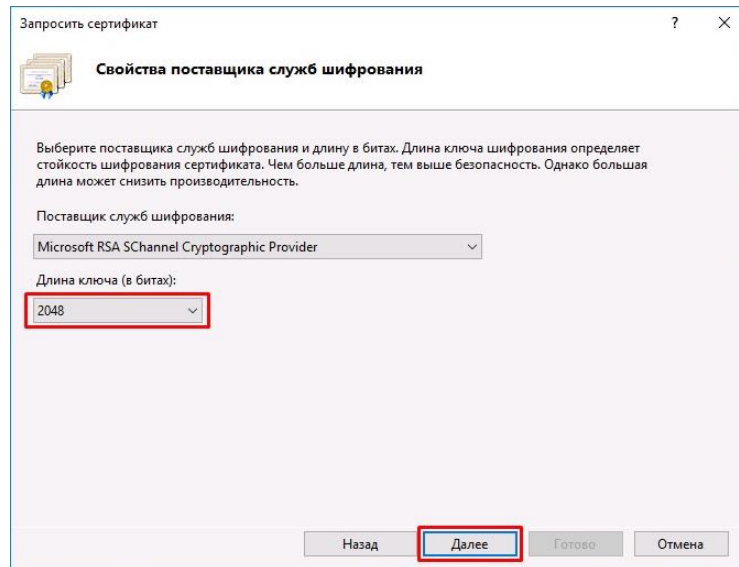 Запросить сертификат
?
Свойства поставщика служб шифрования
Выберите поставщика служб шифрования и длину в битах. Длина ключа шифрования определяет
стойкость шифрования сертификата. Чем больше длина, тем выше безопасность. Однако большая
длина может снизить производительность.
Поставщик служб шифрования:
Microsoft RSA SChannel Cryptographic Provider
Длина ключа (в битах):
2048
Назад Далее Готово Отмена